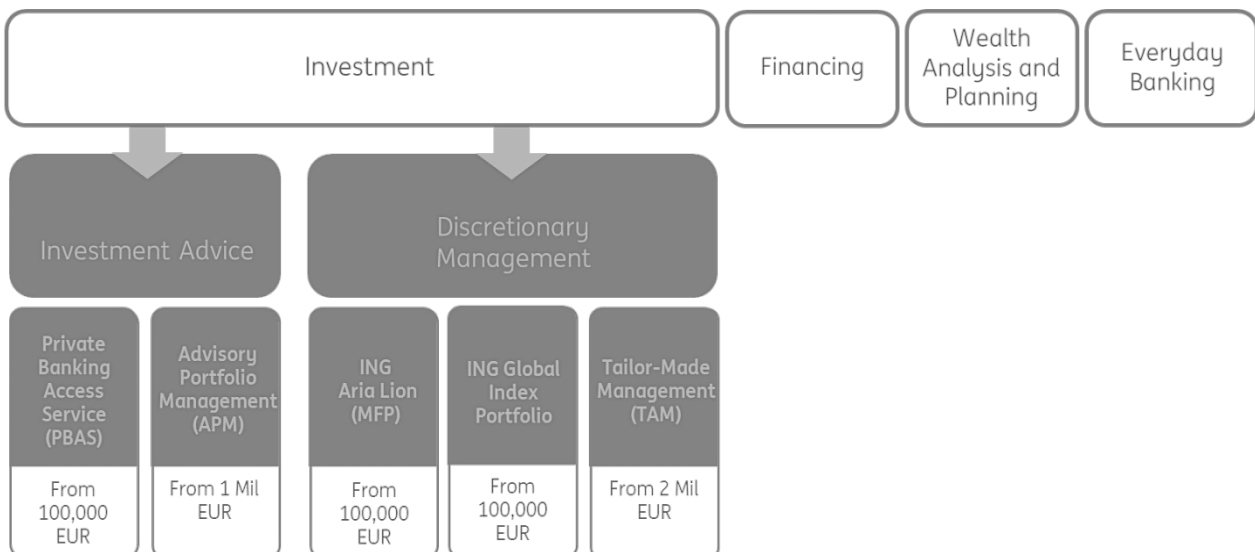 Investment
Financing
Wealth
Analysis and
Planning
Everyday
Banking
Investment Advice
Discretionary
Management
Private
Banking
Access
Service
(PBAS)
From
100,000
EUR
Advisory
Portfolio
Management
(APM)
From 1 Mil
EUR
ING
Aria Lion
(MFP)
From
100,000
EUR
ING Global
Index
Portfolio
From
100,000
EUR
Tailor-Made
Management
(TAM)
From 2 Mil
EUR